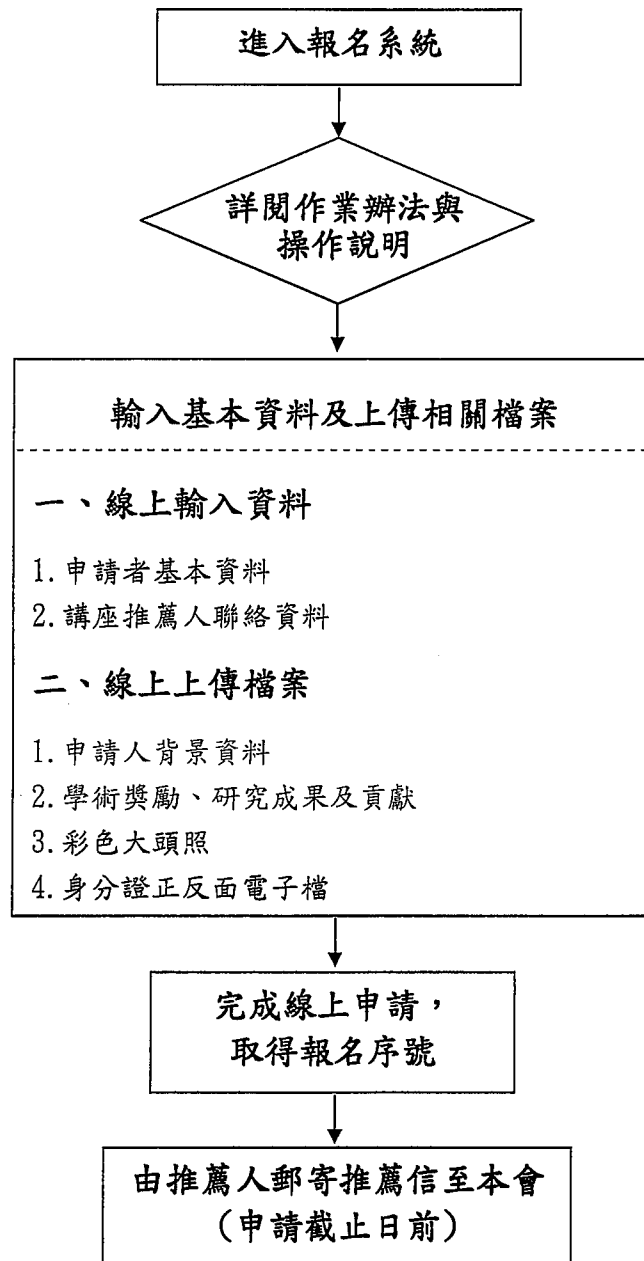 進入報名系統
詳閱作業辦法與
操作說明
輸入基本資料及上傳相關檔案
一、線上輸入資料
1.申請者基本資料
2.講座推薦人聯絡資料
二、線上上傳檔案
1.申請人背景資料
2.學術獎勵、研究成果及貢獻
3.彩色大頭照
4.身分證正反面電子檔
完成線上申請，
取得報名序號
由推薦人郵寄推薦信至本會
(申請截止日前)